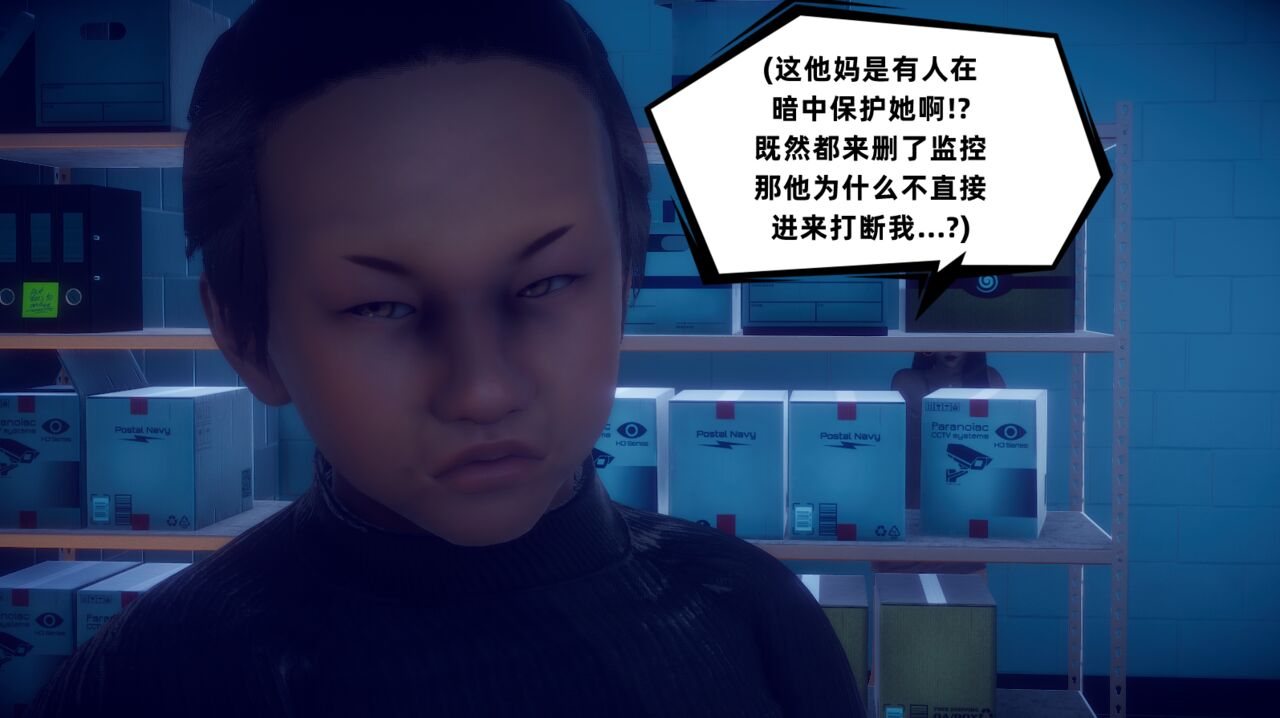 (这他妈是有人在
暗中保护她啊!?
既然都来删了监控
那他为什么不直接
进来打断我...?)
Postal Navy
HD Series
Postal Navy
Postal Navy
Paranoiac
CCTV systems
HD Series